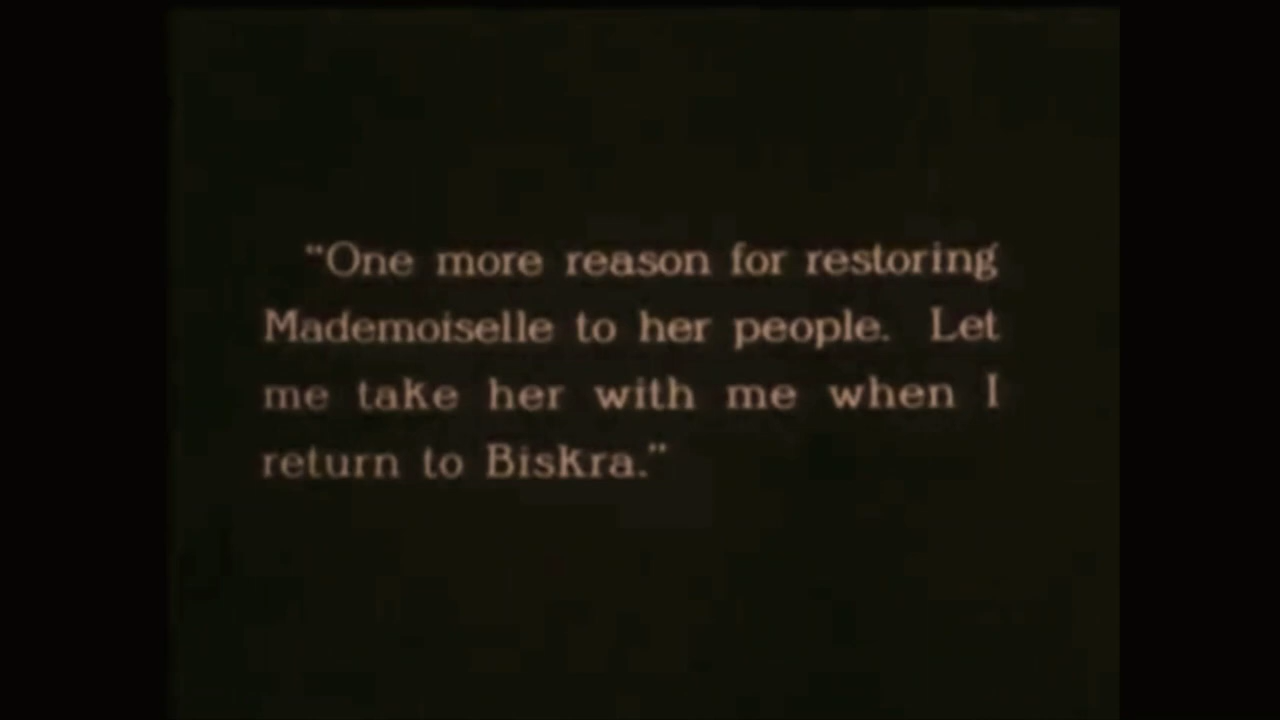 “One more reason for restoring
Mademoiselle to her people. Let
me take her with me when I
return to Biskra.”